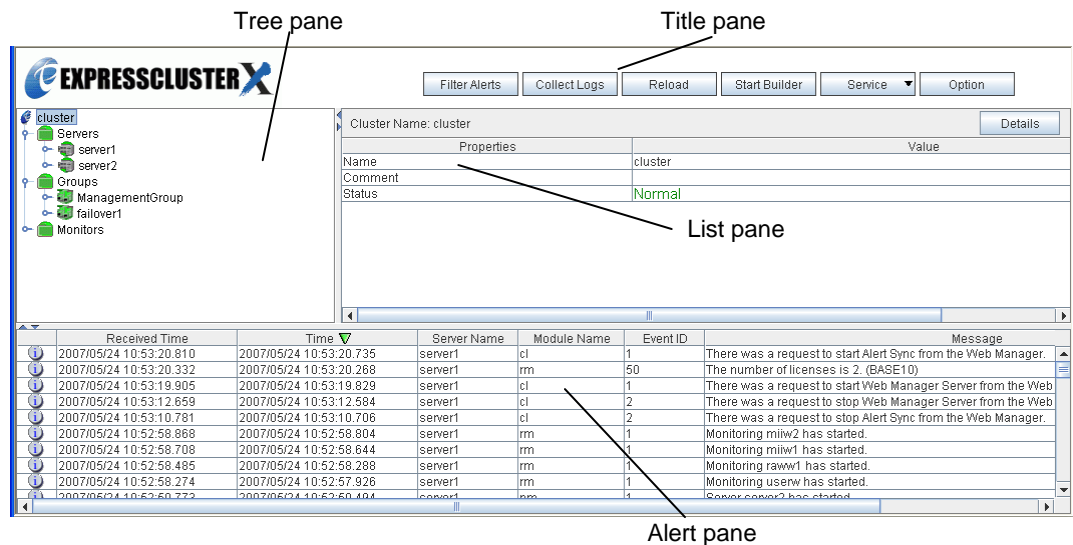 Tree pane Title pane
EXPRESSCLUSTER X
Filter Alerts Collect Logs Reload Start Builder Service Option
cluster
Servers
server1
server2
Groups
ManagementGroup
failover1
Monitors
Cluster Name: cluster Details
Properties Value
Name cluster
Comment
Status Normal
List pane
Received Time Time Server Name Module Name Event ID Message
2007/05/24 10:53:20.810 2007/05/24 10:53:20.735 server1 cl 1 There was a request to start Alert Sync from the Web Manager.
2007/05/24 10:53:20.332 2007/05/24 10:53:20.268 server1 rm 50 The number of licenses is 2. (BASE10)
2007/05/24 10:53:19.905 2007/05/24 10:53:19.829 server1 cl 1 There was a request to start Web Manager Server from the Web
2007/05/24 10:53:12.659 2007/05/24 10:53:12.584 server1 cl 2 There was a request to stop Web Manager Server from the Web
2007/05/24 10:53:10.781 2007/05/24 10:53:10.706 server1 cl 2 There was a request to stop Alert Sync from the Web Manager.
2007/05/24 10:52:58.868 2007/05/24 10:52:58.804 server1 rm 1 Monitoring miiw2 has started.
2007/05/24 10:52:58.708 2007/05/24 10:52:58.644 server1 rm 1 Monitoring miiw1 has started.
2007/05/24 10:52:58.485 2007/05/24 10:52:58.288 server1 rm 1 Monitoring raww1 has started.
2007/05/24 10:52:58.274 2007/05/24 10:52:57.926 server1 rm 1 Monitoring userw has started.
2007/05/24 server1 1 Server server2 has started.
Alert pane